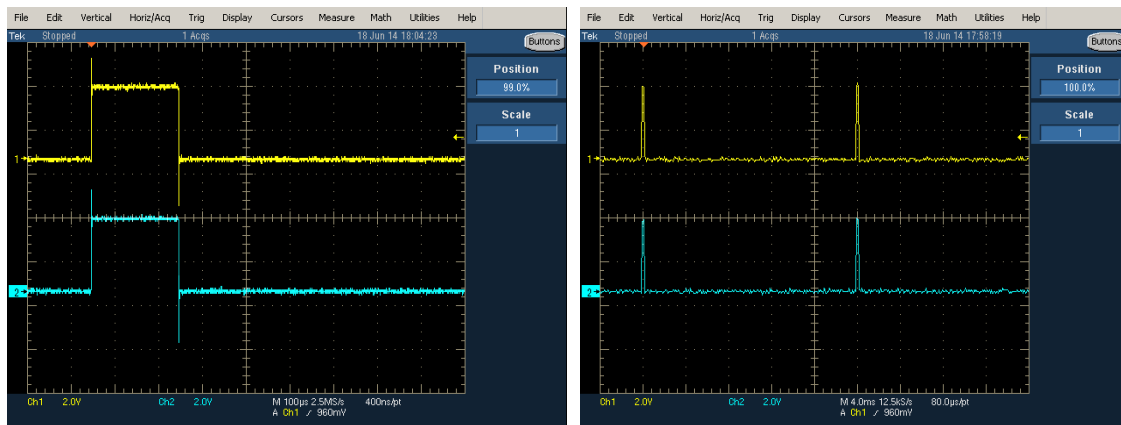 File Edit Vertical Horiz/Acq Trig Display Cursors Measure Math Utilities Help
Tek Stopped 1 Acqs 18 Jun 14 18:04:23
Buttons
Position
99.0%
Scale
1
1
2
Ch1 2.0V Ch2 2.0V M 100µs 2.5MS/s 400ns/pt
A Ch1 / 960mV
File Edit Vertical Horiz/Acq Trig Display Cursors Measure Math Utilities Help
Tek Stopped 1 Acqs 18 Jun 14 17:58:19
Buttons
Position
100.0%
Scale
1
1
2
Ch1 2.0V Ch2 2.0V M 4.0ms 12.5kS/s 80.0µs/pt
A Ch1 / 960mV